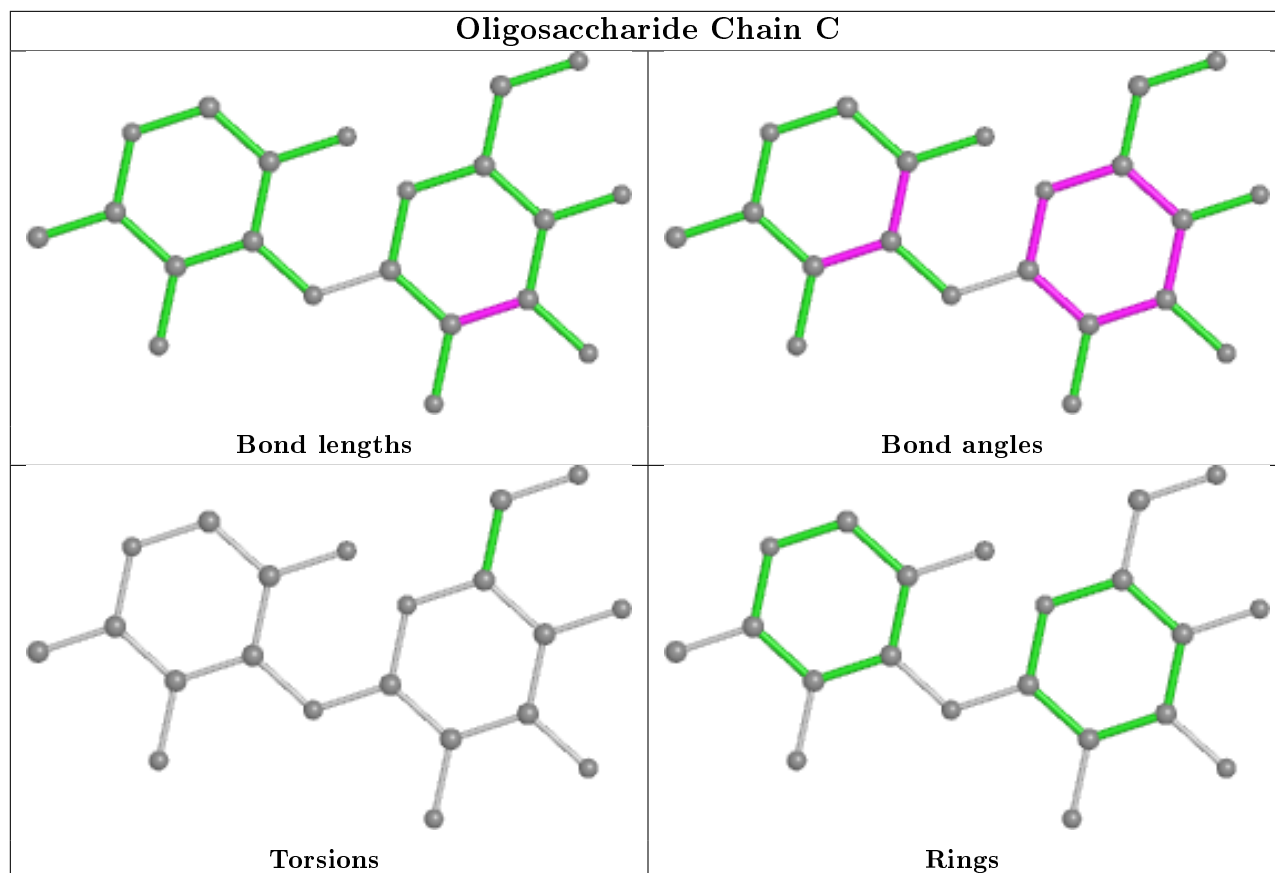 Oligosaccharide Chain C
Bond lengths
Bond angles
Torsions
Rings